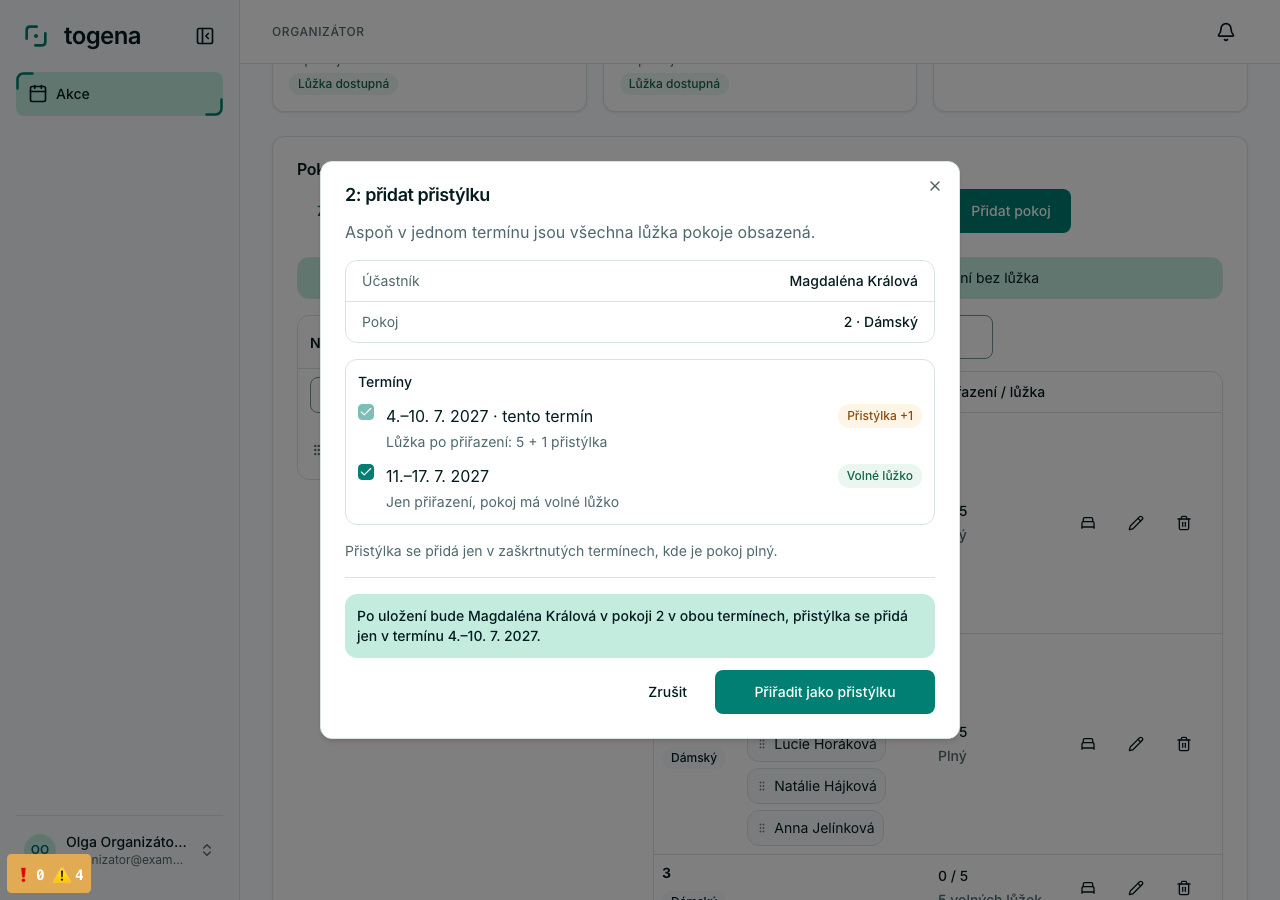 togena
ORGANIZÁTOR
Akce
Lůžka dostupná
Lůžka dostupná
Přidat pokoj
2: přidat přistýlku
Aspoň v jednom termínu jsou všechna lůžka pokoje obsazená.
Účastník
Magdaléna Králová
Pokoj
2 · Dámský
Termíny
4.–10. 7. 2027 · tento termín
Přistýlka +1
Lůžka po přiřazení: 5 + 1 přistýlka
11.–17. 7. 2027
Volné lůžko
Jen přiřazení, pokoj má volné lůžko
Přistýlka se přidá jen v zaškrtnutých termínech, kde je pokoj plný.
Po uložení bude Magdaléna Králová v pokoji 2 v obou termínech, přistýlka se přidá
jen v termínu 4.–10. 7. 2027.
Zrušit
Přiřadit jako přistýlku
bez lůžka
/ lůžka
5
5
Lucie Horáková
Dámský
Plný
Natálie Hájková
Anna Jelínková
3
0 / 5
Olga Organizáto...
OO
0
4